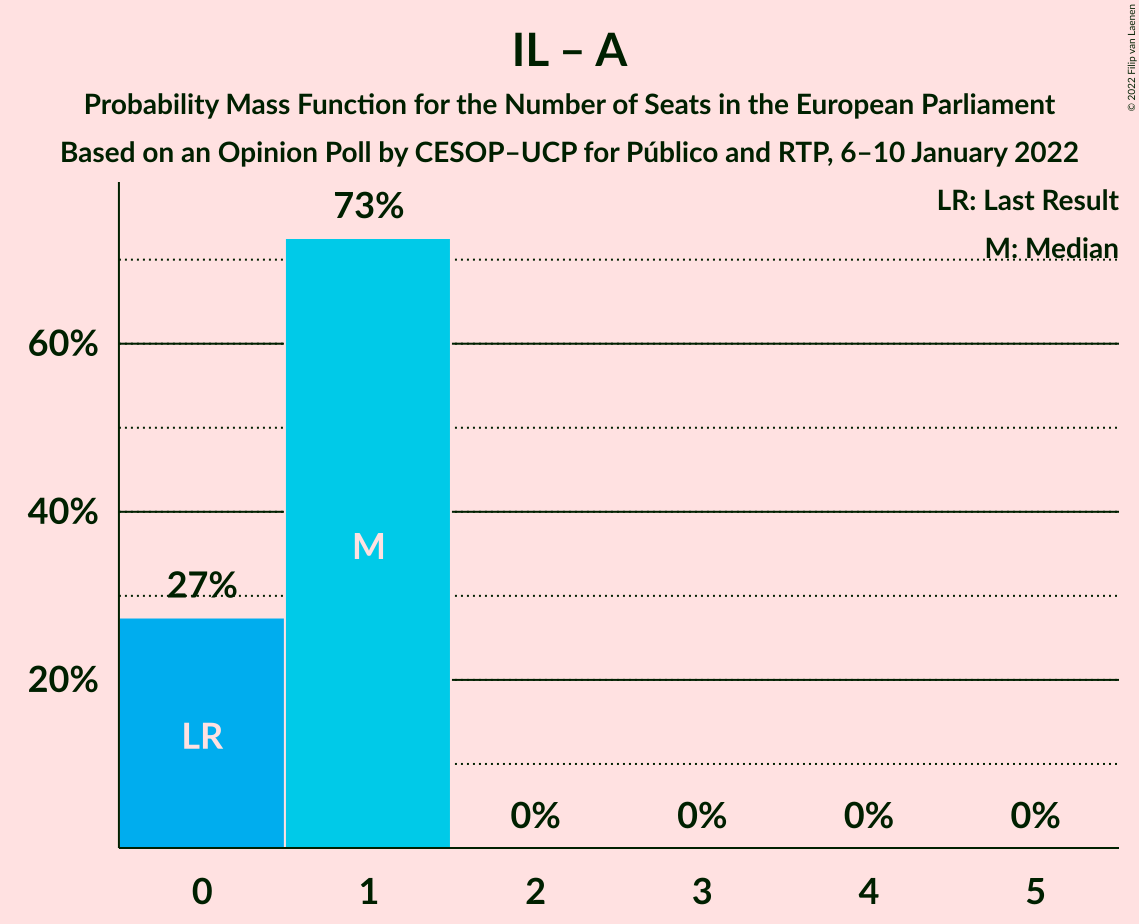 IL – A
Probability Mass Function for the Number of Seats in the European Parliament
Based on an Opinion Poll by CESOP–UCP for Público and RTP, 6–10 January 2022
© 2022 Filip van Laenen
LR: Last Result
M: Median
73%
60%
40%
M
27%
20%
LR
0%
0%
0%
0%
0
1
2
3
4
5